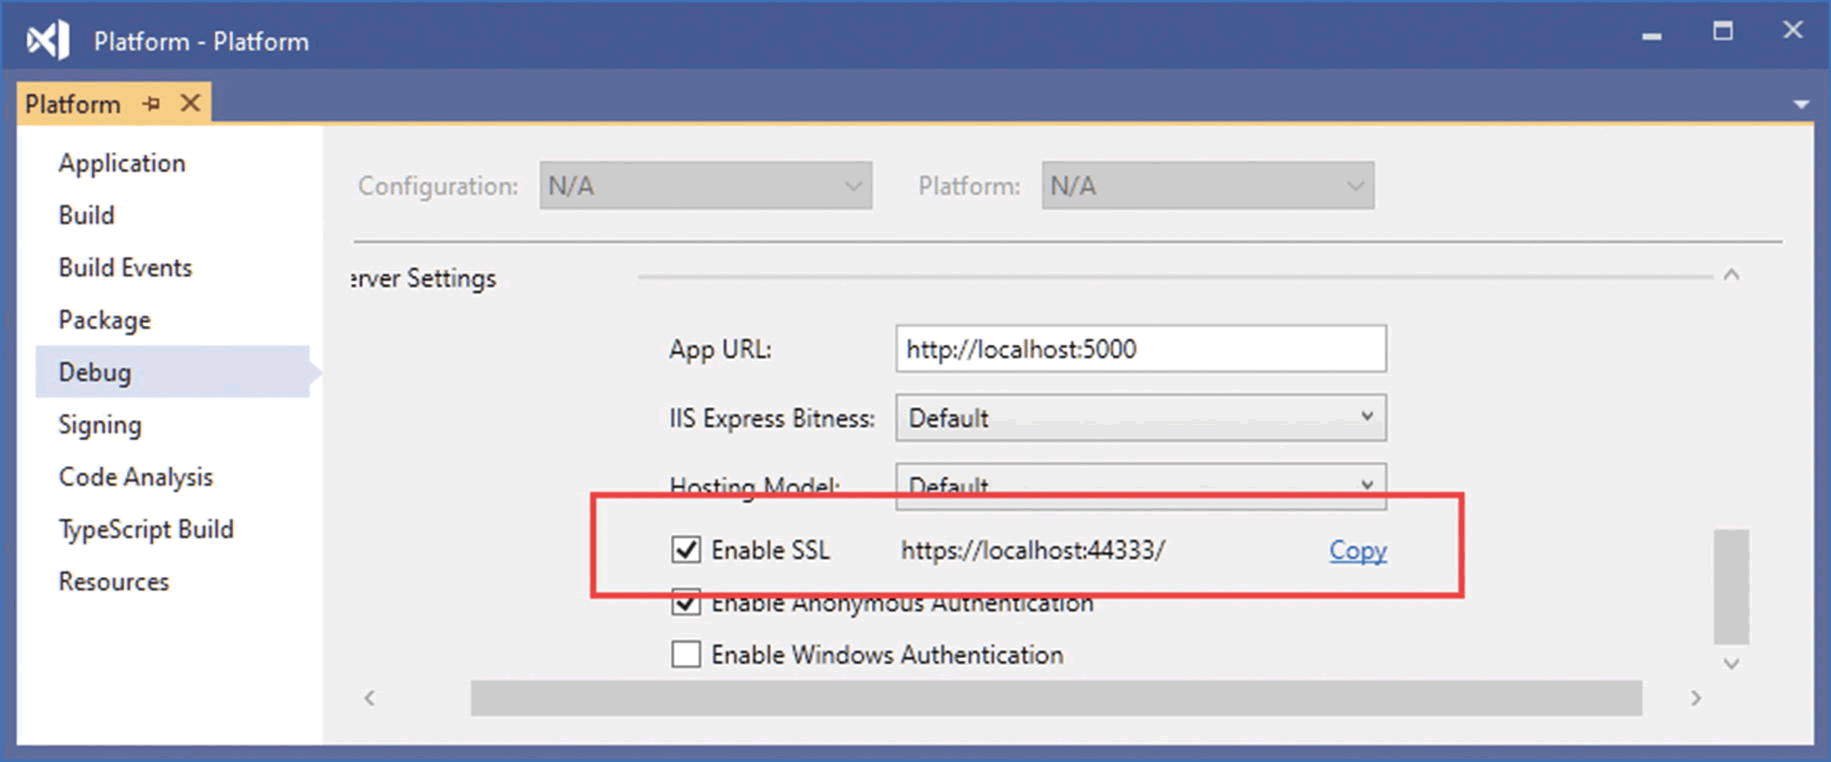 Platform - Platform
Platform
Application
Build
Build Events
Package
Debug
Signing
Code Analysis
TypeScript Build
Resources
Configuration: N/A Platform: N/A
erver Settings
App URL: http://localhost:5000
IIS Express Bitness: Default
Hosting Model: Default
Enable SSL https://localhost:44333/ Copy
Enable Anonymous Authentication
Enable Windows Authentication